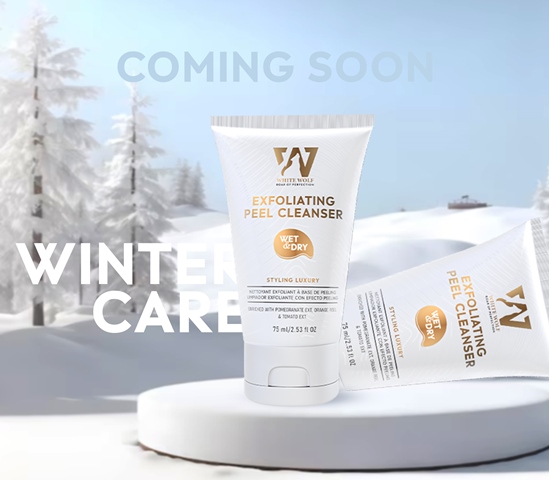 COMING SOON
WINTER
CARE
W
WHITE WOLF
EXFOLIATING
PEEL CLEANSER
WET
& DRY
STYLING LUXURY
NETTOYANT EXFOLIANT À BASE DE PEELING
LIMPIADOR EXFOLIANTE CON EFECTO PEELING
ENRICHED WITH POMEGRANATE EXT, ORANGE PEEL
& TOMATO EXT
75 ml/2.53 fl OZ
W
WHITE WOLF
EXFOLIATING
PEEL CLEANSER
WET
& DRY
STYLING LUXURY
75 ml/2.53 fl OZ